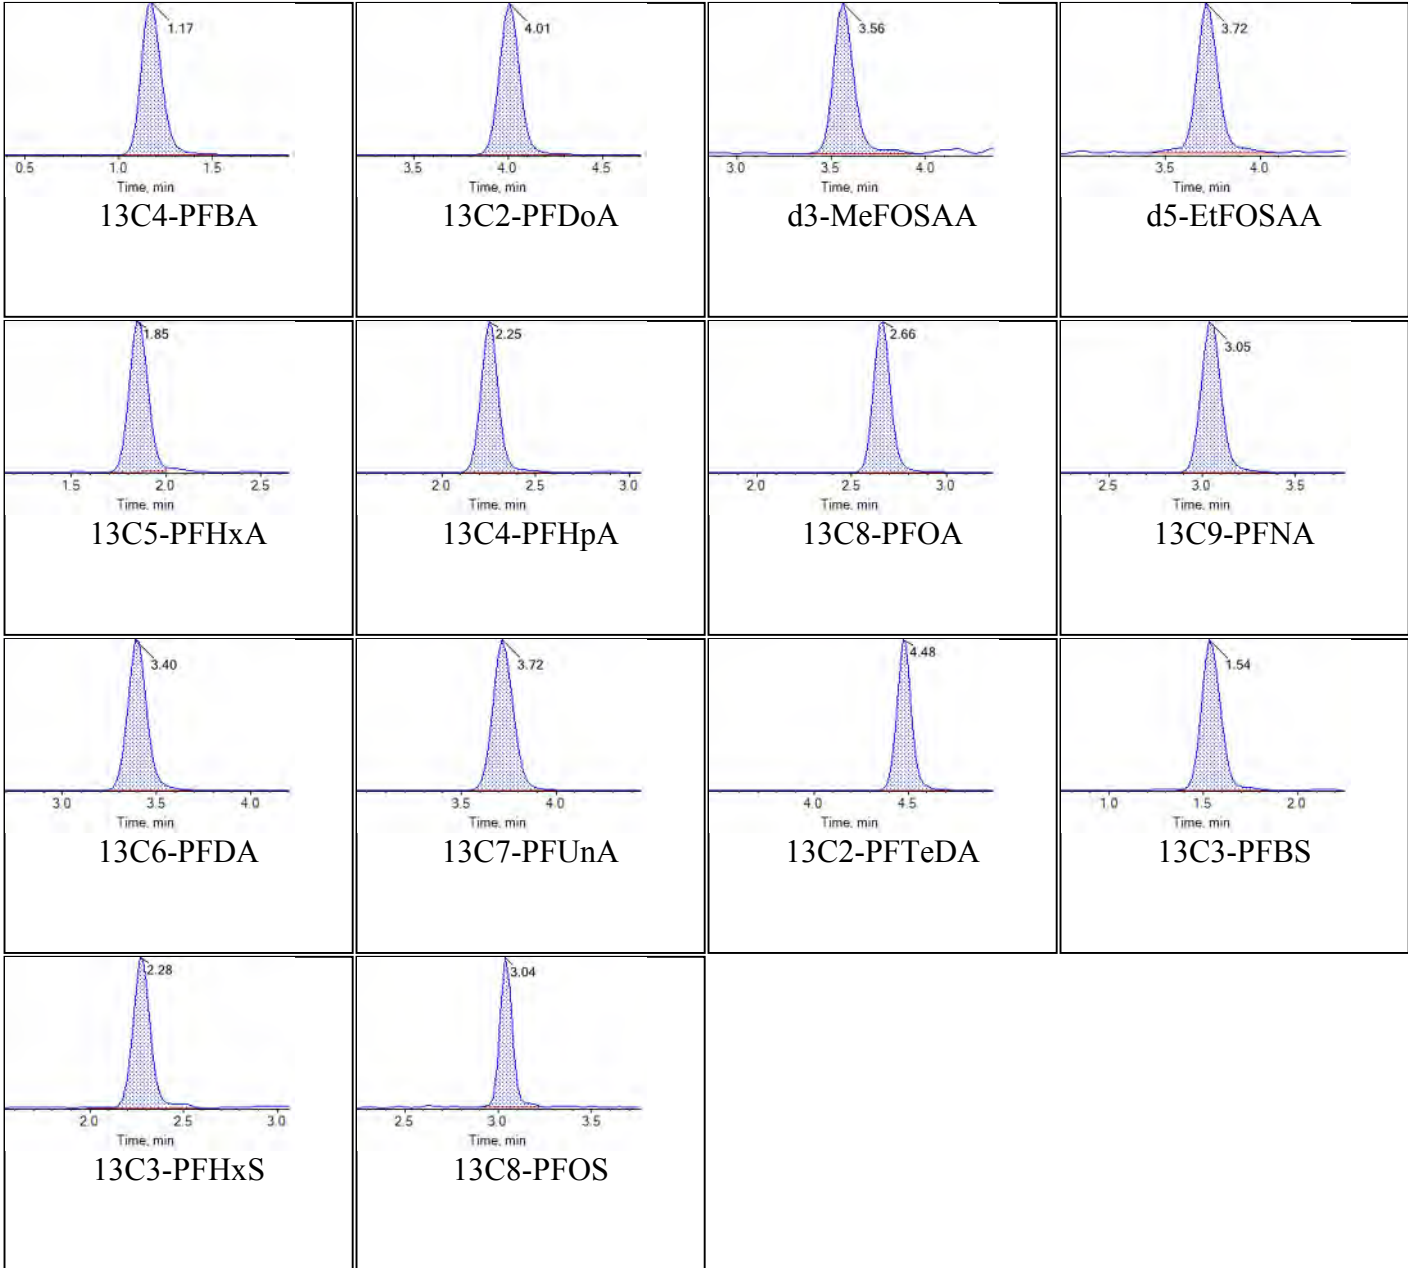 1.17
0.5 1.0 1.5
Time, min
13C4-PFBA
4.01
3.5 4.0 4.5
Time, min
13C2-PFDoA
3.56
3.0 3.5 4.0
Time, min
d3-MeFOSAA
3.72
3.5 4.0
Time, min
d5-EtFOSAA
1.85
1.5 2.0 2.5
Time, min
13C5-PFHxA
2.25
2.0 2.5 3.0
Time, min
13C4-PFHpA
2.66
2.0 2.5 3.0
Time, min
13C8-PFOA
3.05
2.5 3.0 3.5
Time, min
13C9-PFNA
3.40
3.0 3.5 4.0
Time, min
13C6-PFDA
3.72
3.5 4.0
Time, min
13C7-PFUnA
4.48
4.0 4.5
Time, min
13C2-PFTeDA
1.54
1.0 1.5 2.0
Time, min
13C3-PFBS
2.28
2.0 2.5 3.0
Time, min
13C3-PFHxS
3.04
2.5 3.0 3.5
Time, min
13C8-PFOS